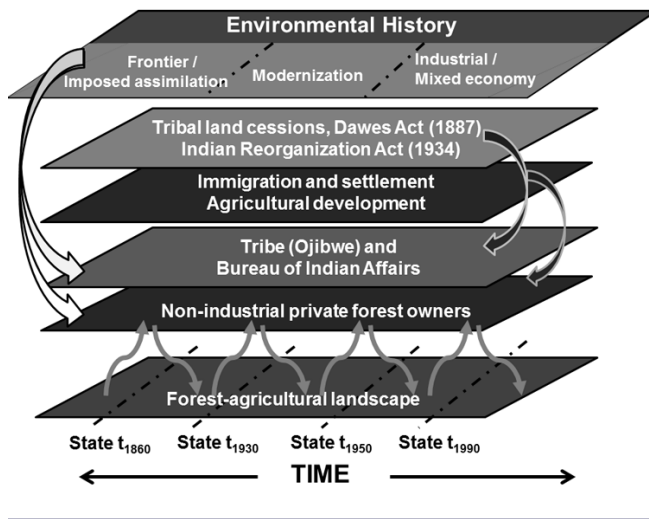 Environmental History
Frontier /
Imposed assimilation
Modernization
Industrial /
Mixed economy
Tribal land cessions, Dawes Act (1887)
Indian Reorganization Act (1934)
Immigration and settlement
Agricultural development
Tribe (Ojibwe) and
Bureau of Indian Affairs
Non-industrial private forest owners
Forest-agricultural landscape
State t1860 State t1930 State t1950 State t1990
TIME